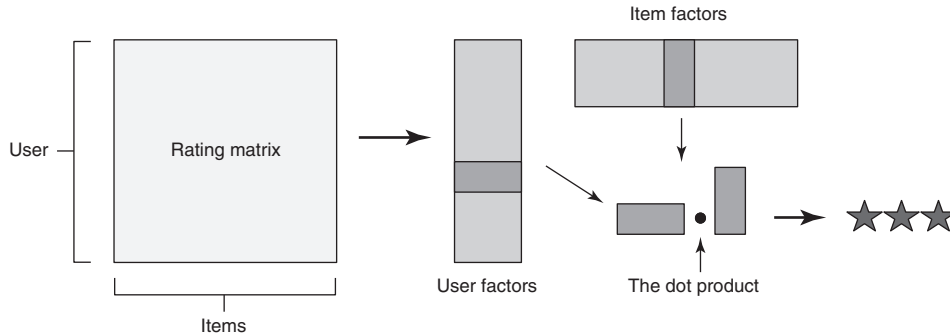 Item factors
User
Rating matrix
User factors
The dot product
Items